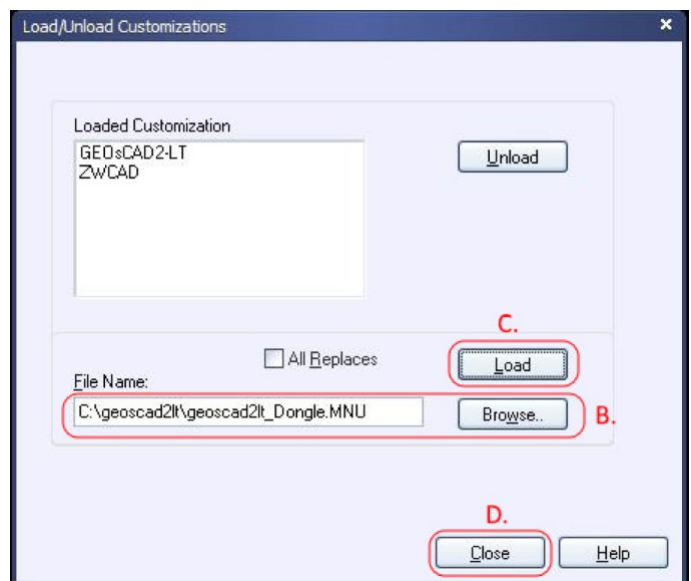 Load/Unload Customizations
Loaded Customization
GEOsCAD2-LT
ZWCAD
Unload
C.
All Replaces
Load
File Name:
C:\geoscad2lt\geoscad2lt_Dongle.MNU
Browse..
B.
D.
Close
Help